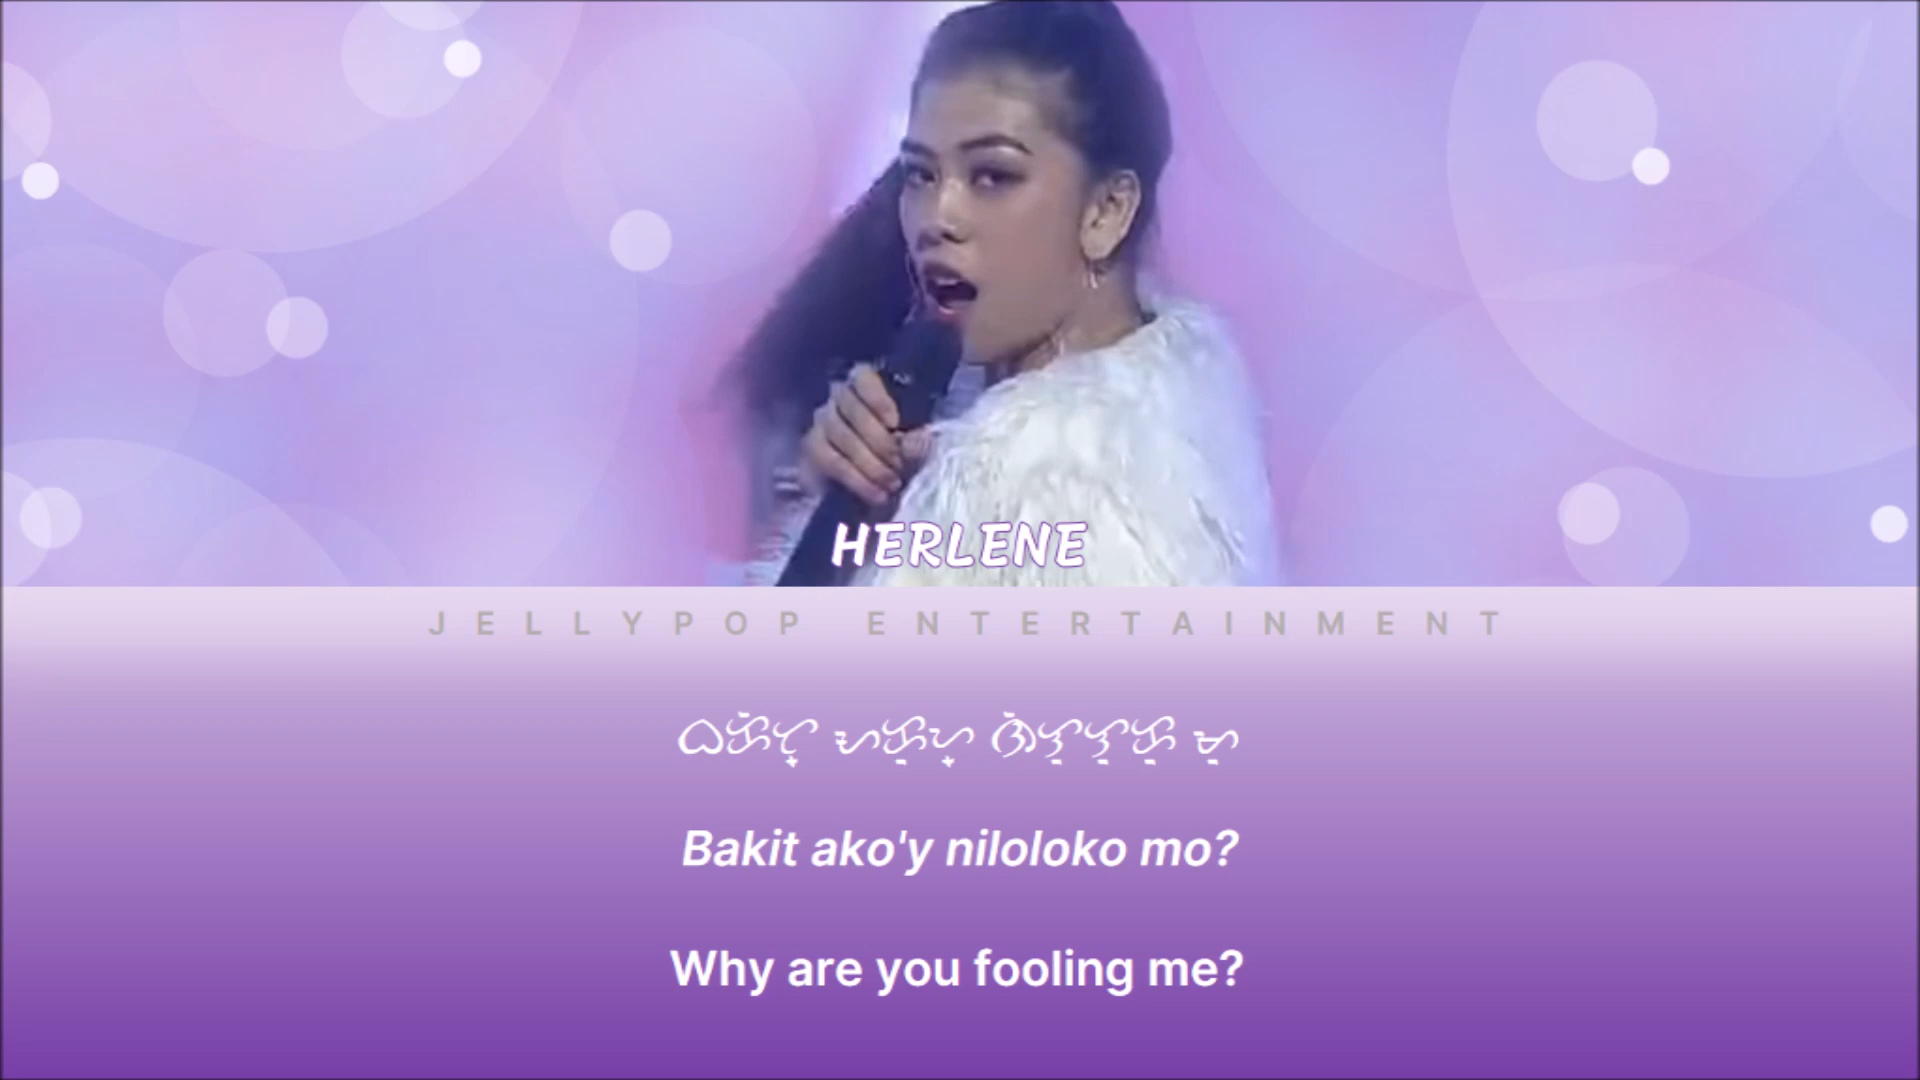 HERLENE
JELLYPOP ENTERTAINMENT
ᜊᜃᜒᜆ᜔ ᜀᜃᜓᜌ᜔ ᜈᜒᜎᜓᜎᜓᜃᜓ ᜋᜓ
Bakit ako'y niloloko mo?
Why are you fooling me?